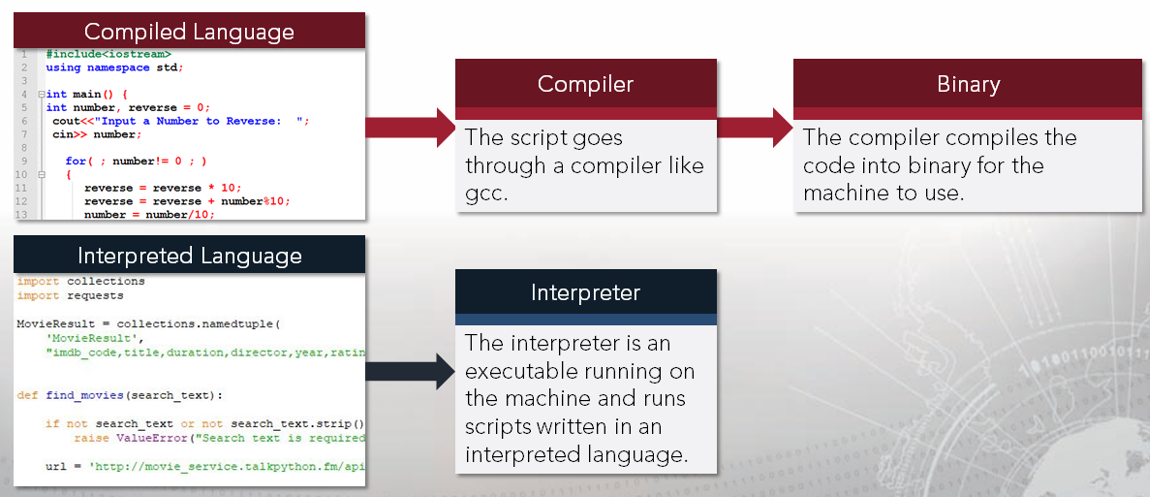 Compiled Language
1 #include<iostream>
2 using namespace std;
3
4 int main() {
5 int number, reverse = 0;
6 cout<<"Input a Number to Reverse:  ";
7 cin>> number;
8
9 for( ; number!= 0 ; )
10 {
11 reverse = reverse * 10;
12 reverse = reverse + number%10;
13 number = number/10;
Compiler
The script goes
through a compiler like
gcc.
Binary
The compiler compiles the
code into binary for the
machine to use.
Interpreted Language
import collections
import requests
MovieResult = collections.namedtuple(
'MovieResult',
"imdb_code,title,duration,director,year,ratin
def find_movies(search_text):
if not search_text or not search_text.strip()
raise ValueError("Search text is required
url = 'http://movie_service.talkpython.fm/api
Interpreter
The interpreter is an
executable running on
the machine and runs
scripts written in an
interpreted language.